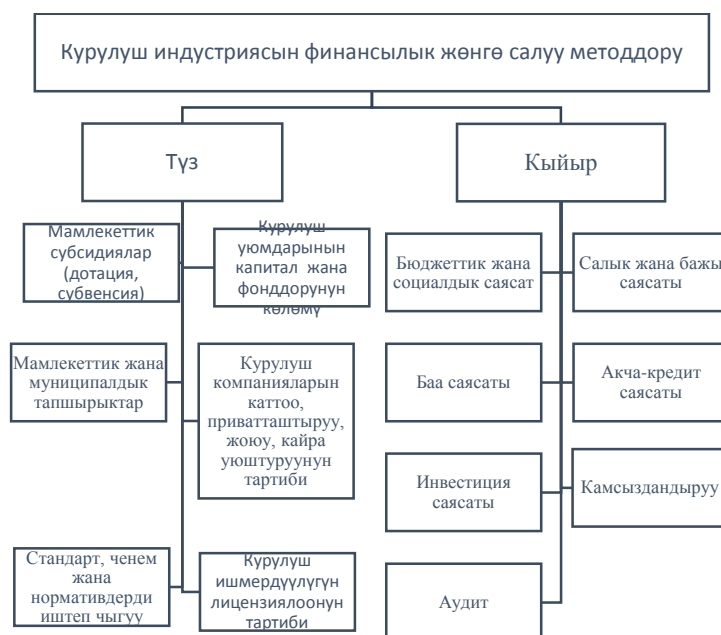 Курулуш индустриясын финансылык жөнгө салуу методдору
Түз
Кыйыр
Мамлекеттик
субсидиялар
(дотация,
субвенсия)
Курулуш
уюмдарынын
капитал жана
фонддорунун
көлөмү
Бюджеттик жана
социалдык саясат
Салык жана бажы
саясаты
Мамлекеттик жана
муниципалдык
тапшырыктар
Курулуш
компанияларын
каттоо,
приватташтыруу,
жоюу, кайра
уюштуруунун
тартиби
Баа саясаты
Акча-кредит
саясаты
Инвестиция
саясаты
Камсыздандыруу
Стандарт, ченем
жана
нормативдерди
иштеп чыгуу
Курулуш
ишмердүүлүгүн
лицензиялоонун
тартиби
Аудит